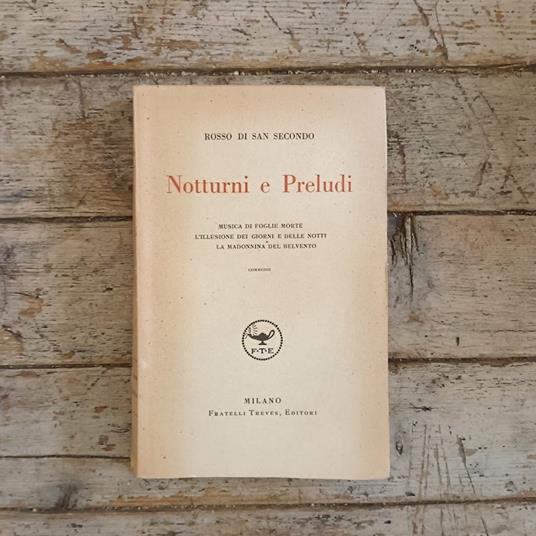 ROSSO DI SAN SECONDO
Notturni e Preludi
MUSICA DI FOGLIE MORTE
L'ILLUSIONE DEI GIORNI E DELLE NOTTI
LA MADONNINA DEL BELVENTO
COMMEDIE
F·T·E
MILANO
FRATELLI TREVES, EDITORI